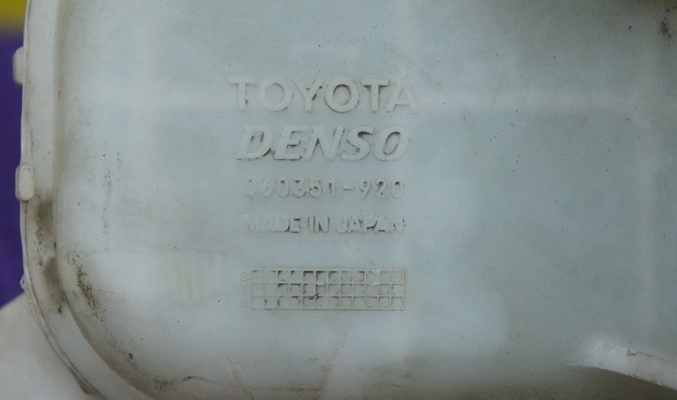 TOYOTA
DENSO
060351-920
MADE IN JAPAN